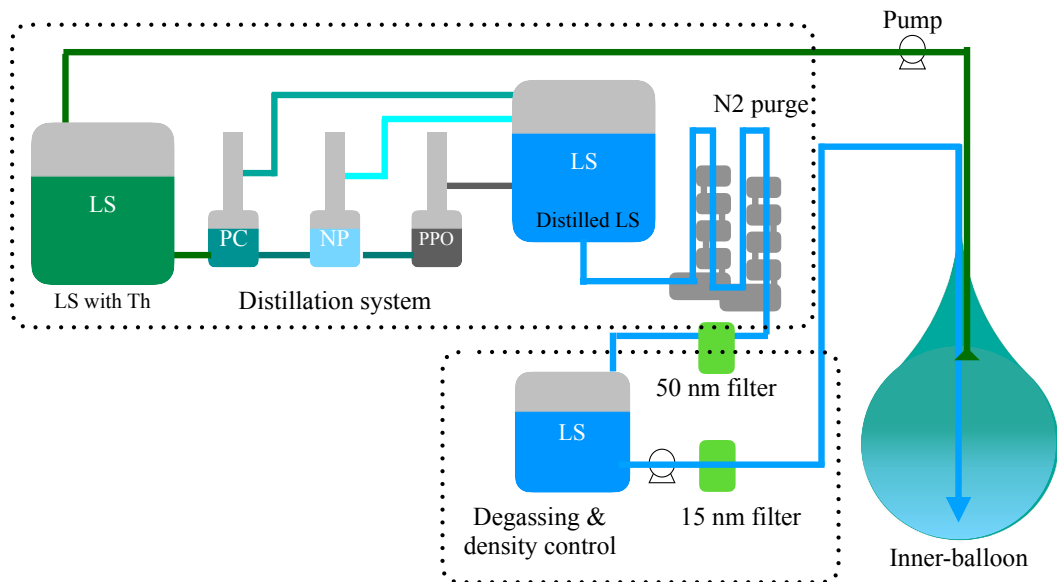 Pump
N2 purge
LS
LS
Distilled LS
PC
NP
PPO
LS with Th
Distillation system
50 nm filter
LS
Degassing &
density control
15 nm filter
Inner-balloon